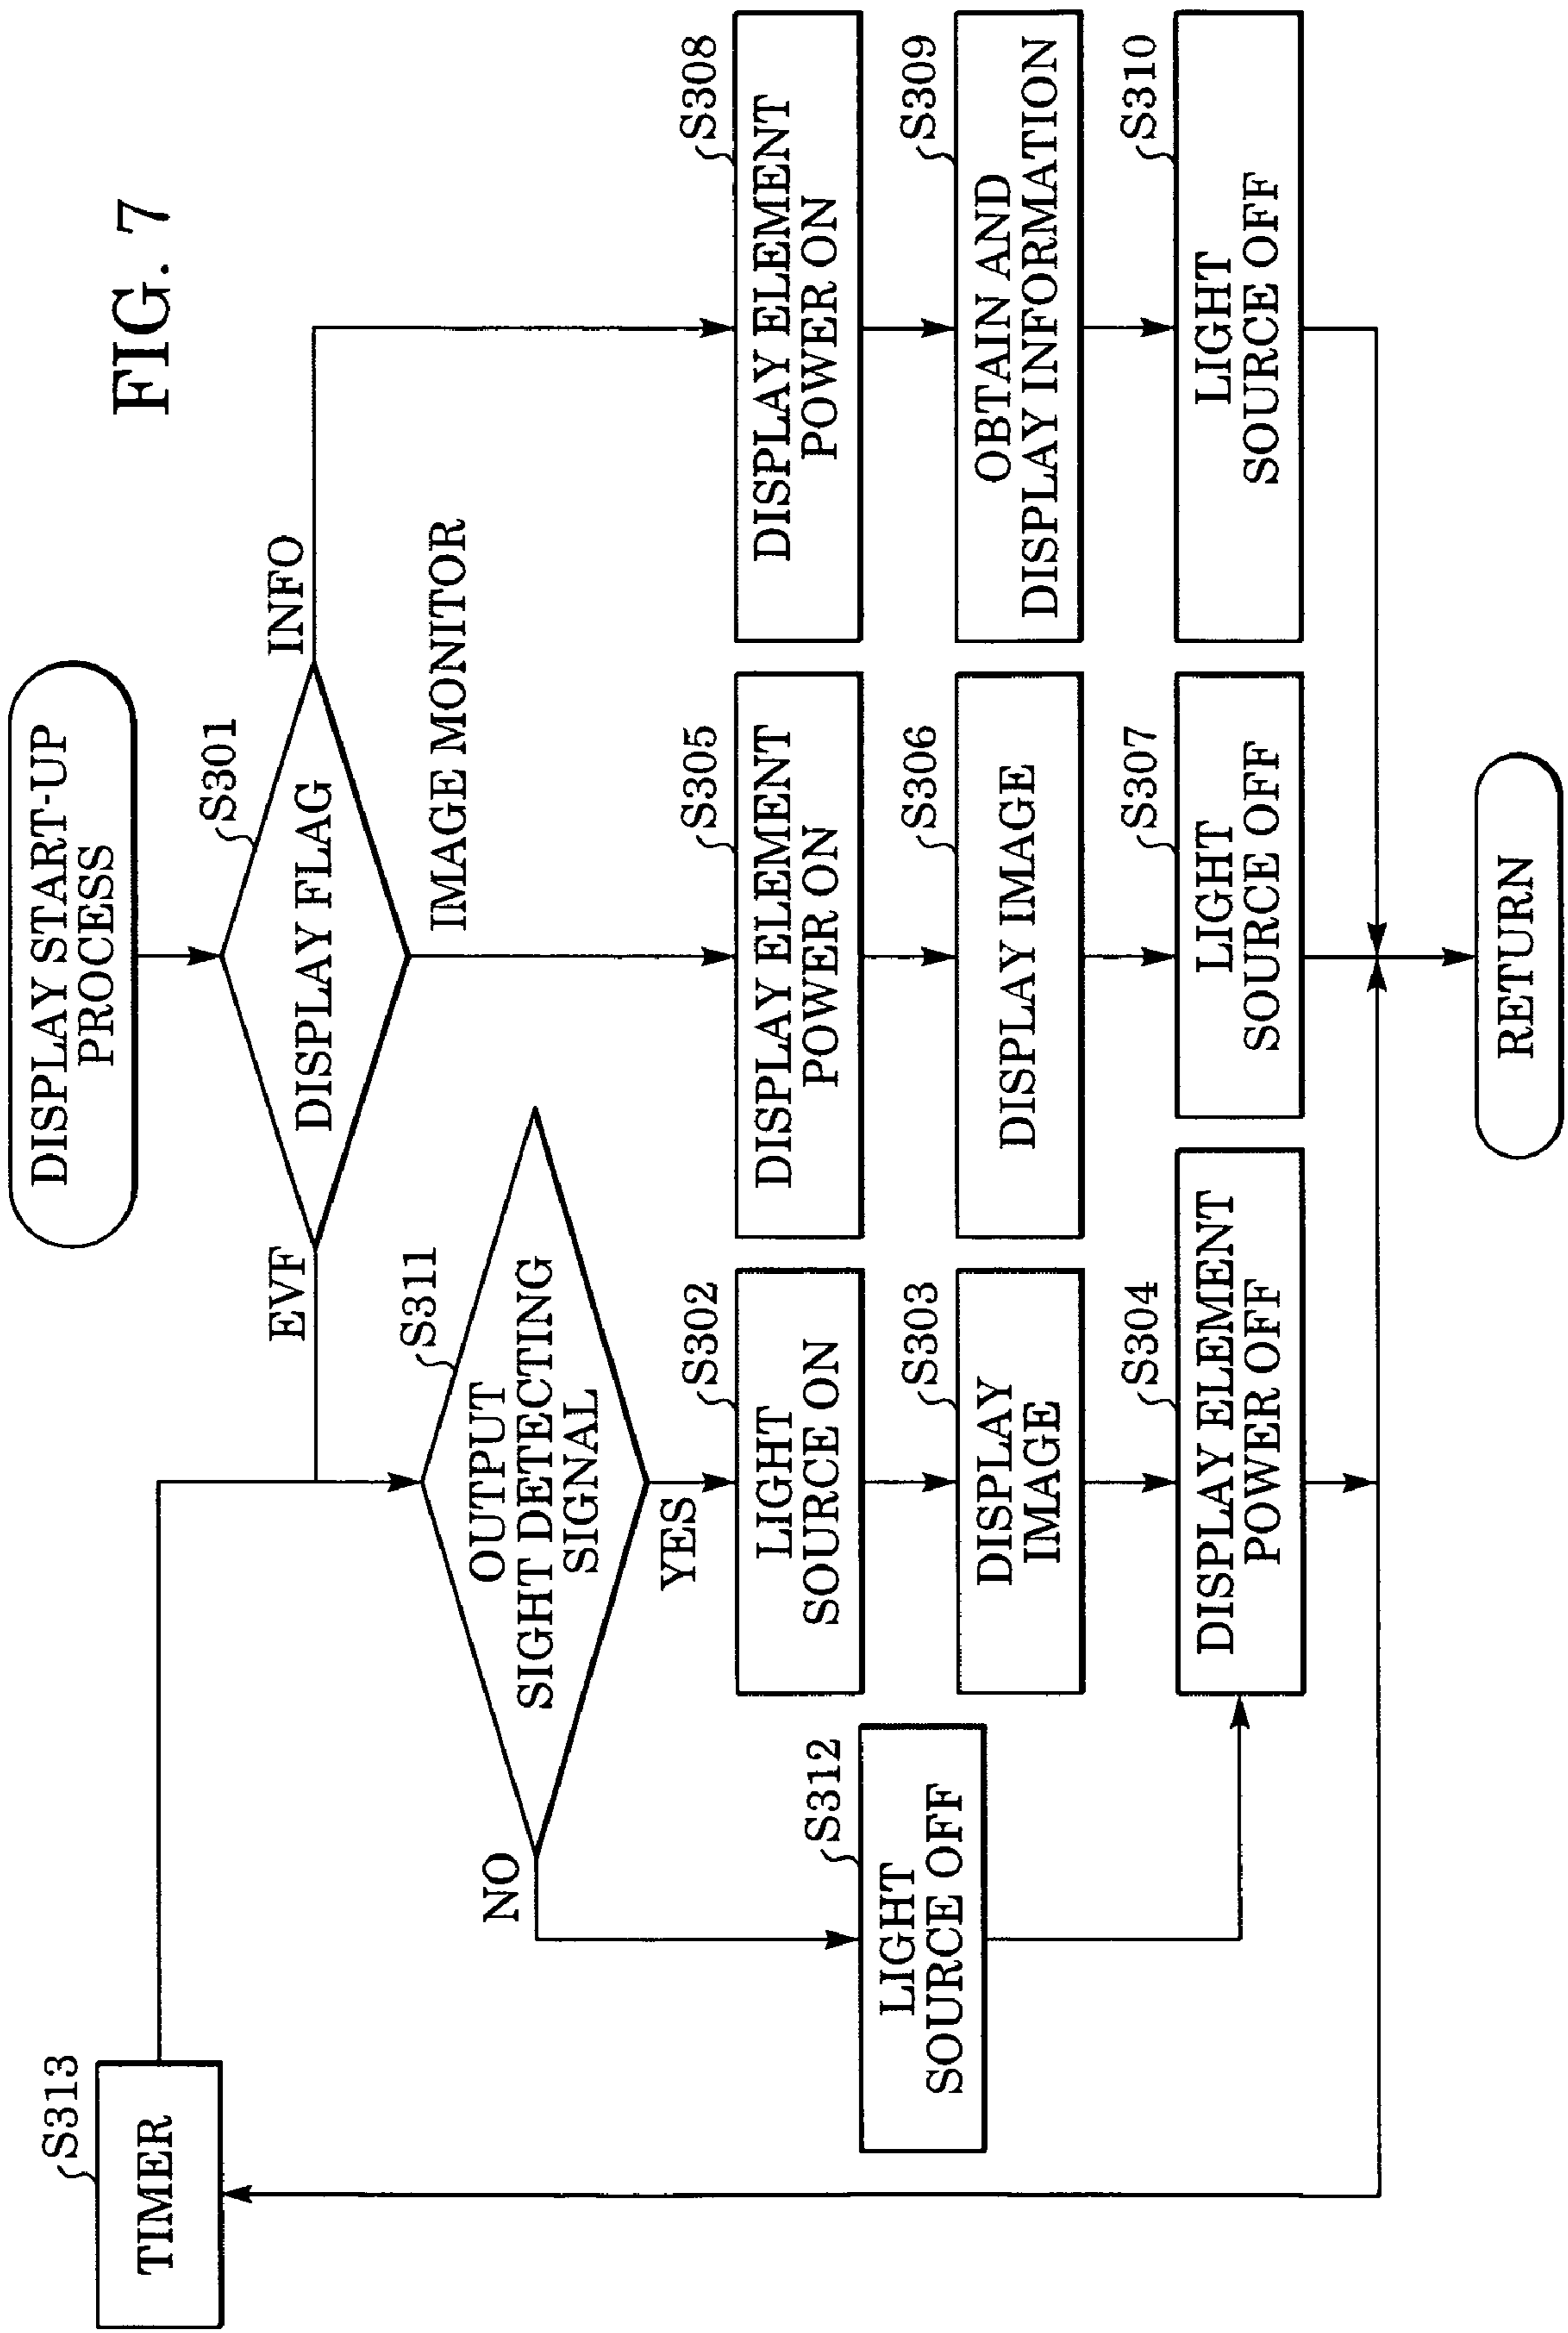 FIG. 7
DISPLAY START-UP
PROCESS
S301
DISPLAY FLAG
EVF
INFO
IMAGE MONITOR
S313
TIMER
S311
OUTPUT
SIGHT DETECTING
SIGNAL
NO
YES
S312
LIGHT
SOURCE OFF
S302
LIGHT
SOURCE ON
S303
DISPLAY
IMAGE
S304
DISPLAY ELEMENT
POWER OFF
S305
DISPLAY ELEMENT
POWER ON
S306
DISPLAY IMAGE
S307
LIGHT
SOURCE OFF
S308
DISPLAY ELEMENT
POWER ON
S309
OBTAIN AND
DISPLAY INFORMATION
S310
LIGHT
SOURCE OFF
RETURN